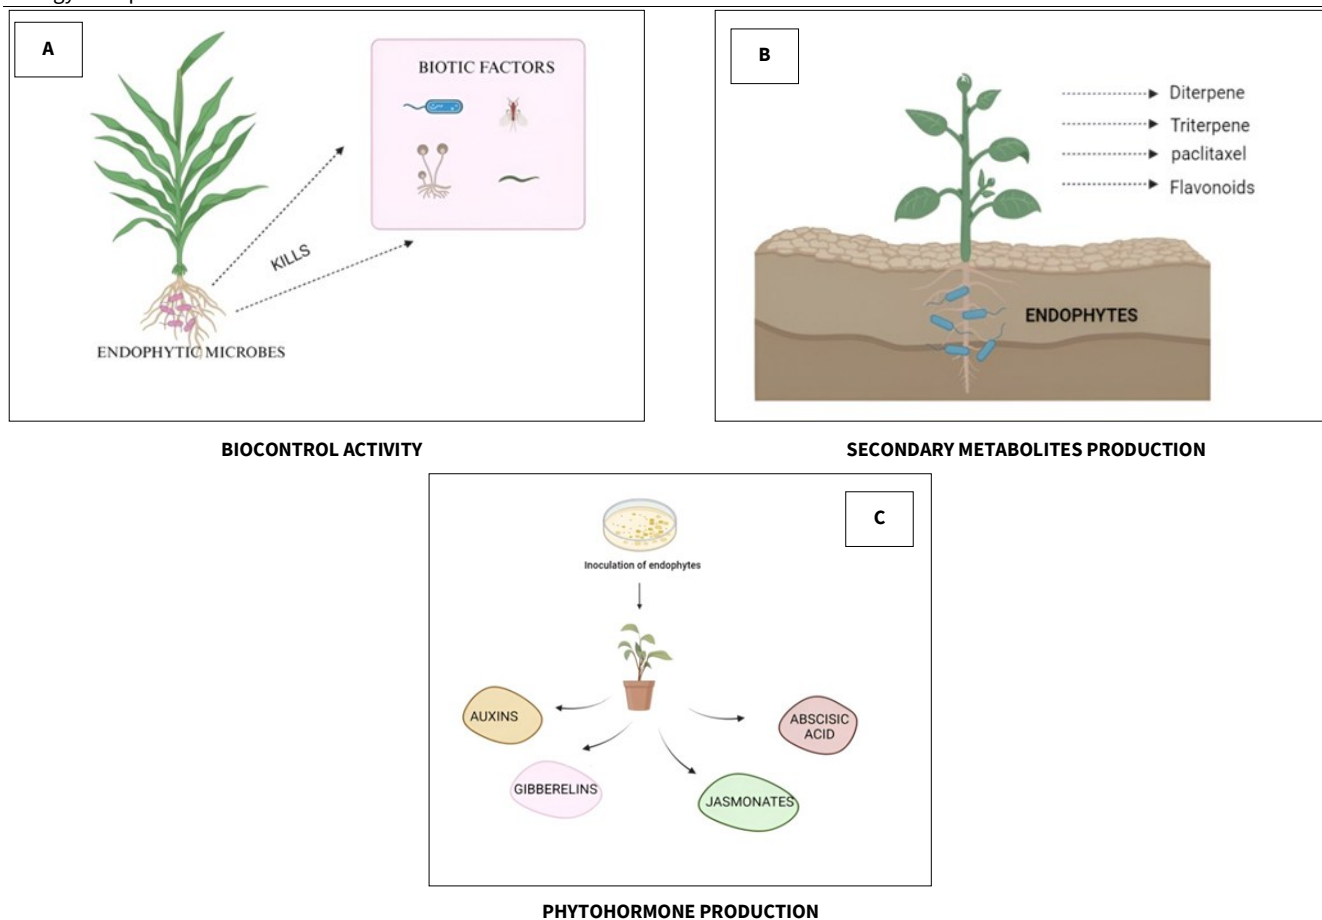 A
BIOTIC FACTORS
KILLS
ENDOPHYTIC MICROBES
BIOCONTROL ACTIVITY
B
Diterpene
Triterpene
paclitaxel
Flavonoids
ENDOPHYTES
SECONDARY METABOLITES PRODUCTION
C
Inoculation of endophytes
AUXINS
ABSCISIC
ACID
GIBBERELINS
JASMONATES
PHYTOHORMONE PRODUCTION